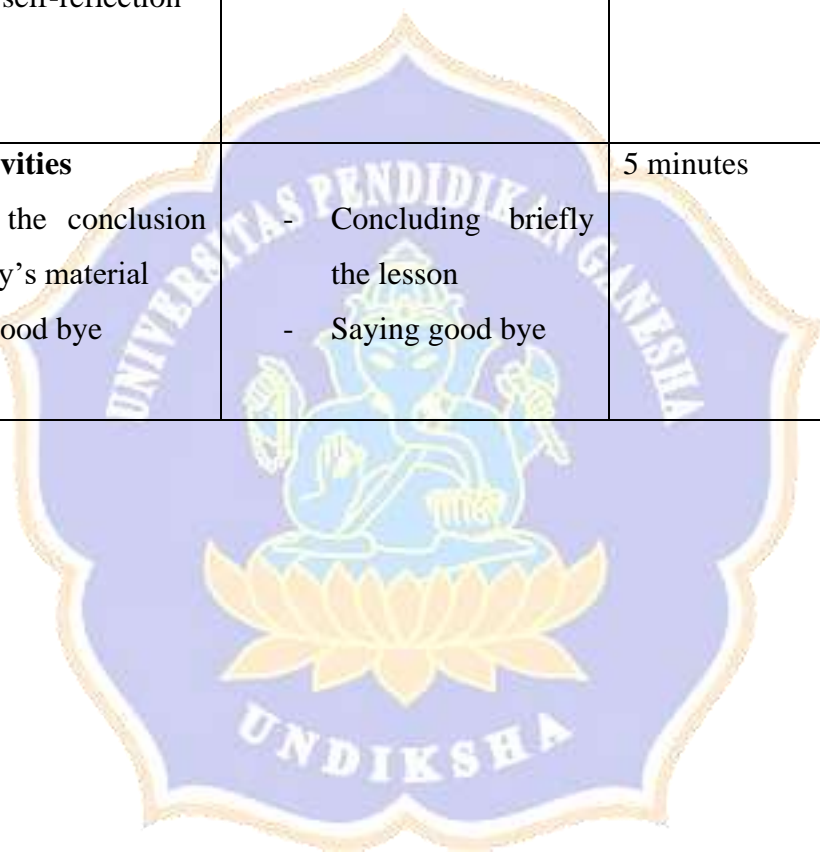 self-reflection
vities
5 minutes
the conclusion
- Concluding briefly
y's material
the lesson
ood bye
- Saying good bye
UNIVERSITAS PENDIDIKAN GANESHA
UNDIKSHA